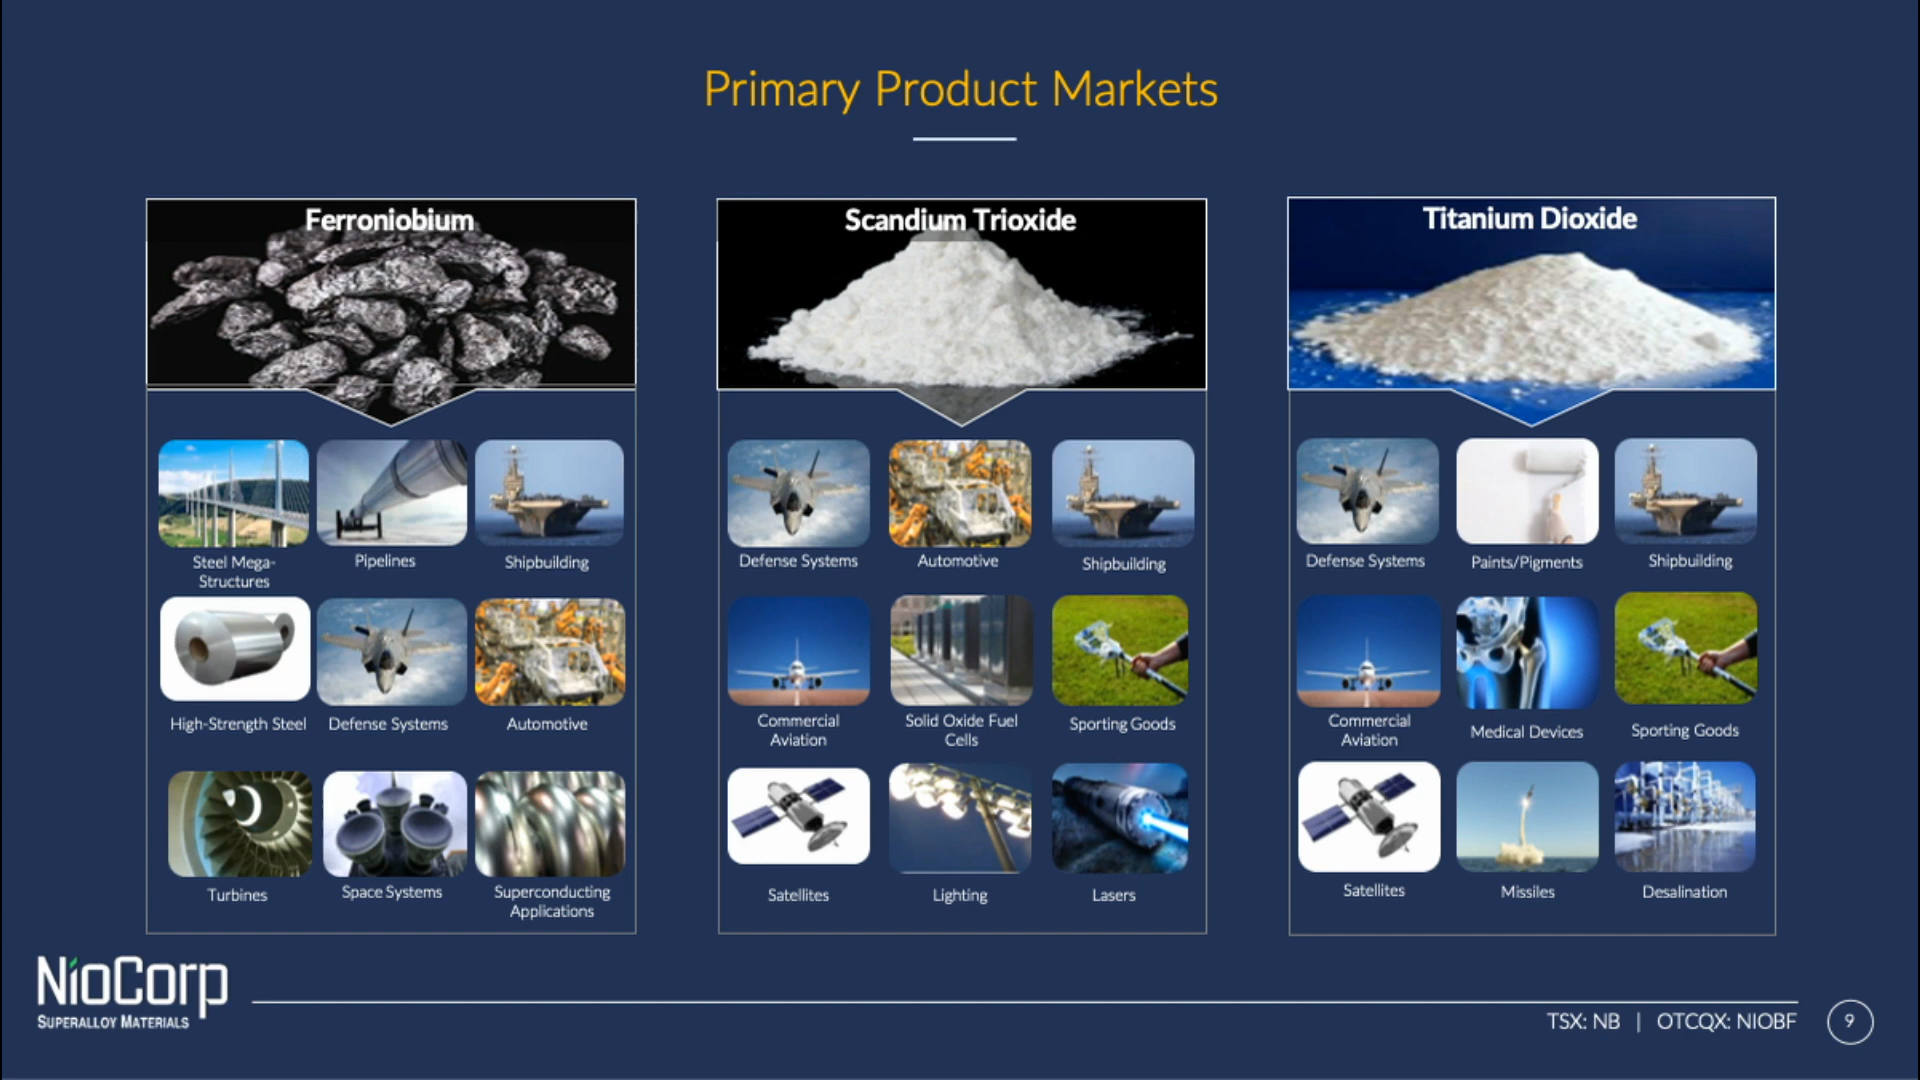 Primary Product Markets
Ferroniobium
Steel Mega-
Structures
Pipelines
Shipbuilding
High-Strength Steel
Defense Systems
Automotive
Turbines
Space Systems
Superconducting
Applications
Scandium Trioxide
Defense Systems
Automotive
Shipbuilding
Commercial
Aviation
Solid Oxide Fuel
Cells
Sporting Goods
Satellites
Lighting
Lasers
Titanium Dioxide
Defense Systems
Paints/Pigments
Shipbuilding
Commercial
Aviation
Medical Devices
Sporting Goods
Satellites
Missiles
Desalination
NioCorp
SUPERALLOY MATERIALS
TSX: NB | OTCQX: NIOBF
9